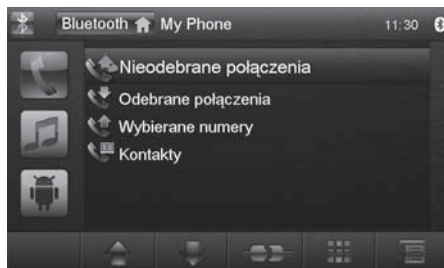 Bluetooth My Phone 11:30
Nieodebrane połączenia
Odebrane połączenia
Wybierane numery
Kontakty